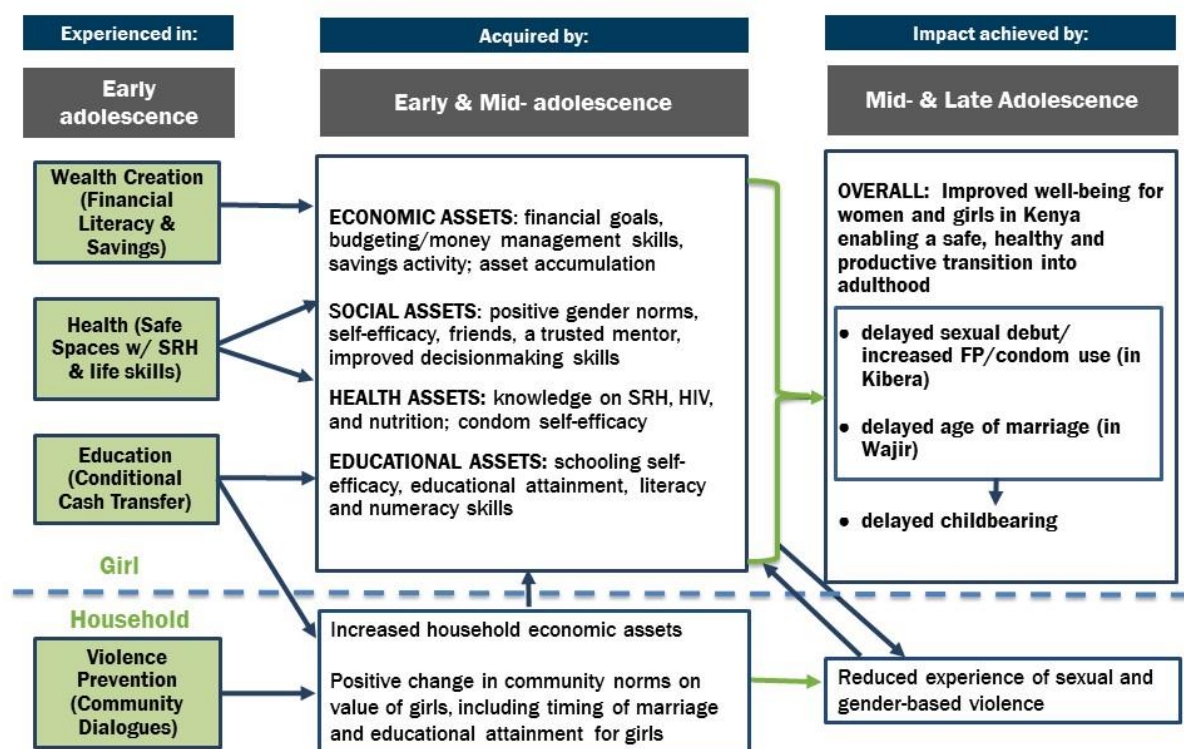 Experienced in:
Acquired by:
Impact achieved by:
Early
adolescence
Early & Mid- adolescence
Mid- & Late Adolescence
Wealth Creation
(Financial
Literacy &
Savings)
Health (Safe
Spaces w/ SRH
& life skills)
Education
(Conditional
Cash Transfer)
Girl
ECONOMIC ASSETS: financial goals,
budgeting/money management skills,
savings activity; asset accumulation
SOCIAL ASSETS: positive gender norms,
self-efficacy, friends, a trusted mentor,
improved decisionmaking skills
HEALTH ASSETS: knowledge on SRH, HIV,
and nutrition; condom self-efficacy
EDUCATIONAL ASSETS: schooling self-
efficacy, educational attainment, literacy
and numeracy skills
OVERALL: Improved well-being for
women and girls in Kenya
enabling a safe, healthy and
productive transition into
adulthood
• delayed sexual debut/
increased FP/condom use (in
Kibera)
• delayed age of marriage (in
Wajir)
• delayed childbearing
Household
Violence
Prevention
(Community
Dialogues)
Increased household economic assets
Positive change in community norms on
value of girls, including timing of marriage
and educational attainment for girls
Reduced experience of sexual and
gender-based violence